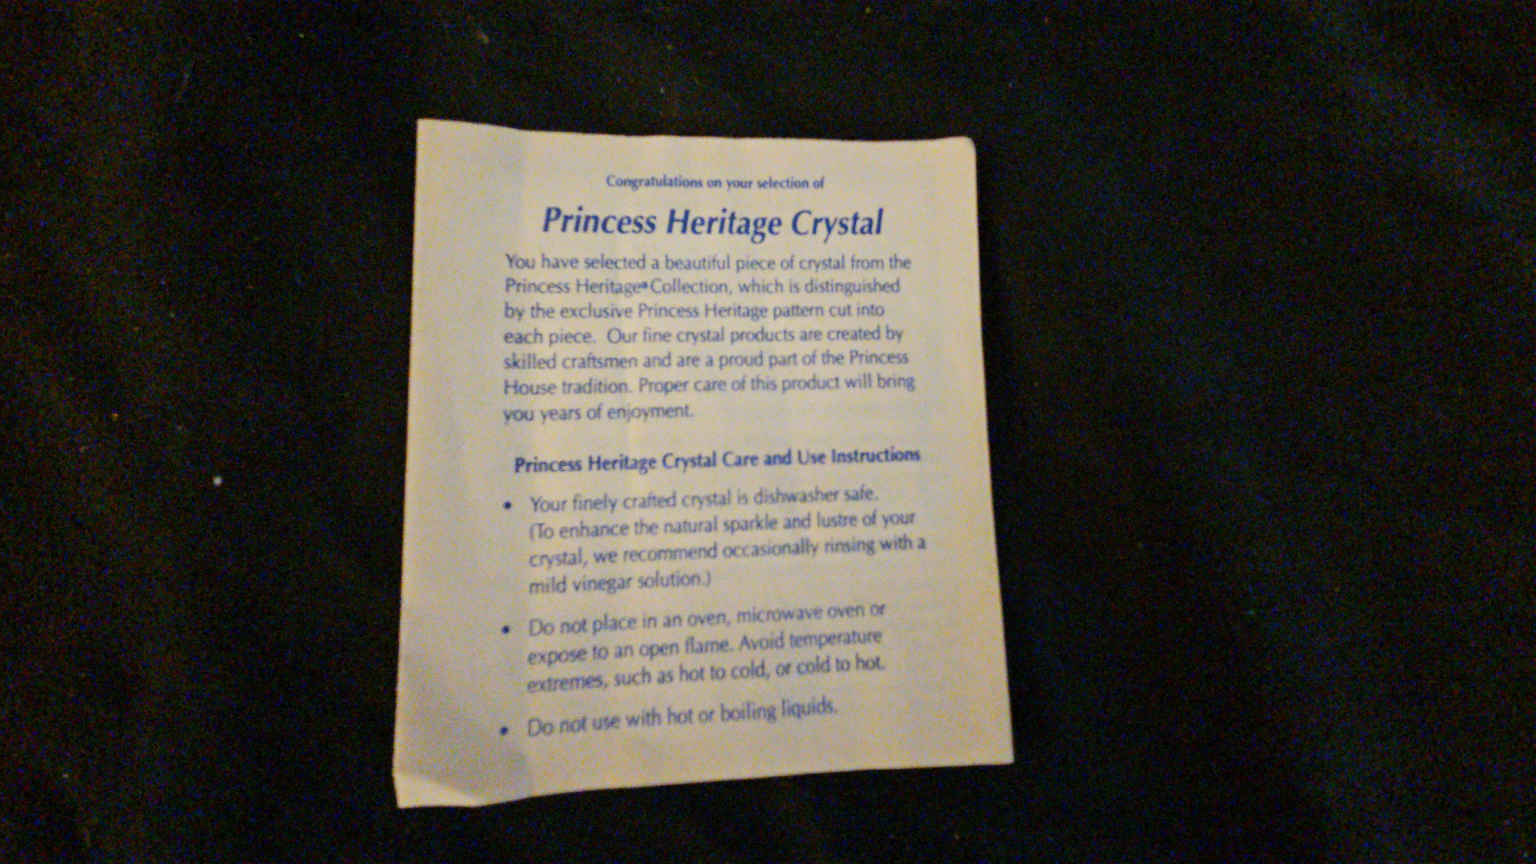 Congratulations on your selection of
Princess Heritage Crystal
You have selected a beautiful piece of crystal from the
Princess Heritage® Collection, which is distinguished
by the exclusive Princess Heritage pattern cut into
each piece. Our fine crystal products are created by
skilled craftsmen and are a proud part of the Princess
House tradition. Proper care of this product will bring
you years of enjoyment.
Princess Heritage Crystal Care and Use Instructions
• Your finely crafted crystal is dishwasher safe.
(To enhance the natural sparkle and lustre of your
crystal, we recommend occasionally rinsing with a
mild vinegar solution.)
• Do not place in an oven, microwave oven or
expose to an open flame. Avoid temperature
extremes, such as hot to cold, or cold to hot.
• Do not use with hot or boiling liquids.